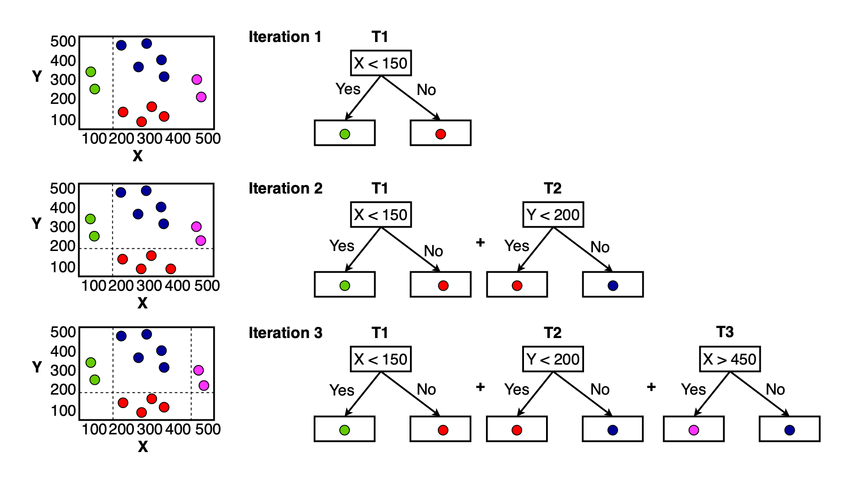 500
400
Y 300
200
100
100 200 300 400 500
X
Iteration 1 T1
X < 150
Yes No
500
400
Y 300
200
100
100 200 300 400 500
X
Iteration 2 T1 T2
X < 150 Y < 200
Yes No + Yes No
500
400
Y 300
200
100
100 200 300 400 500
X
Iteration 3 T1 T2 T3
X < 150 Y < 200 X > 450
Yes No + Yes No + Yes No